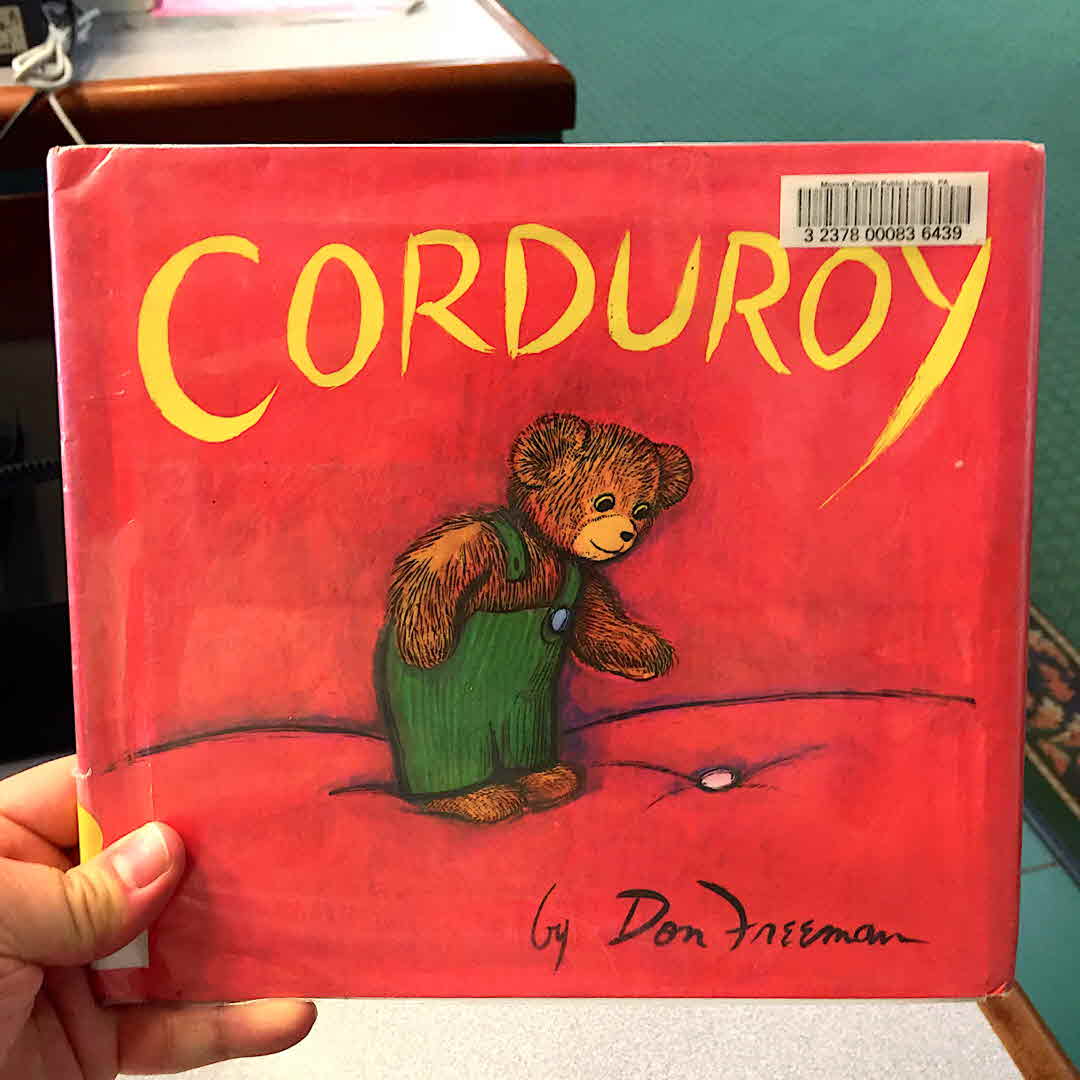 Monroe County Public Library, PA
3 2378 00083 6439
CORDUROY
by Don Freeman